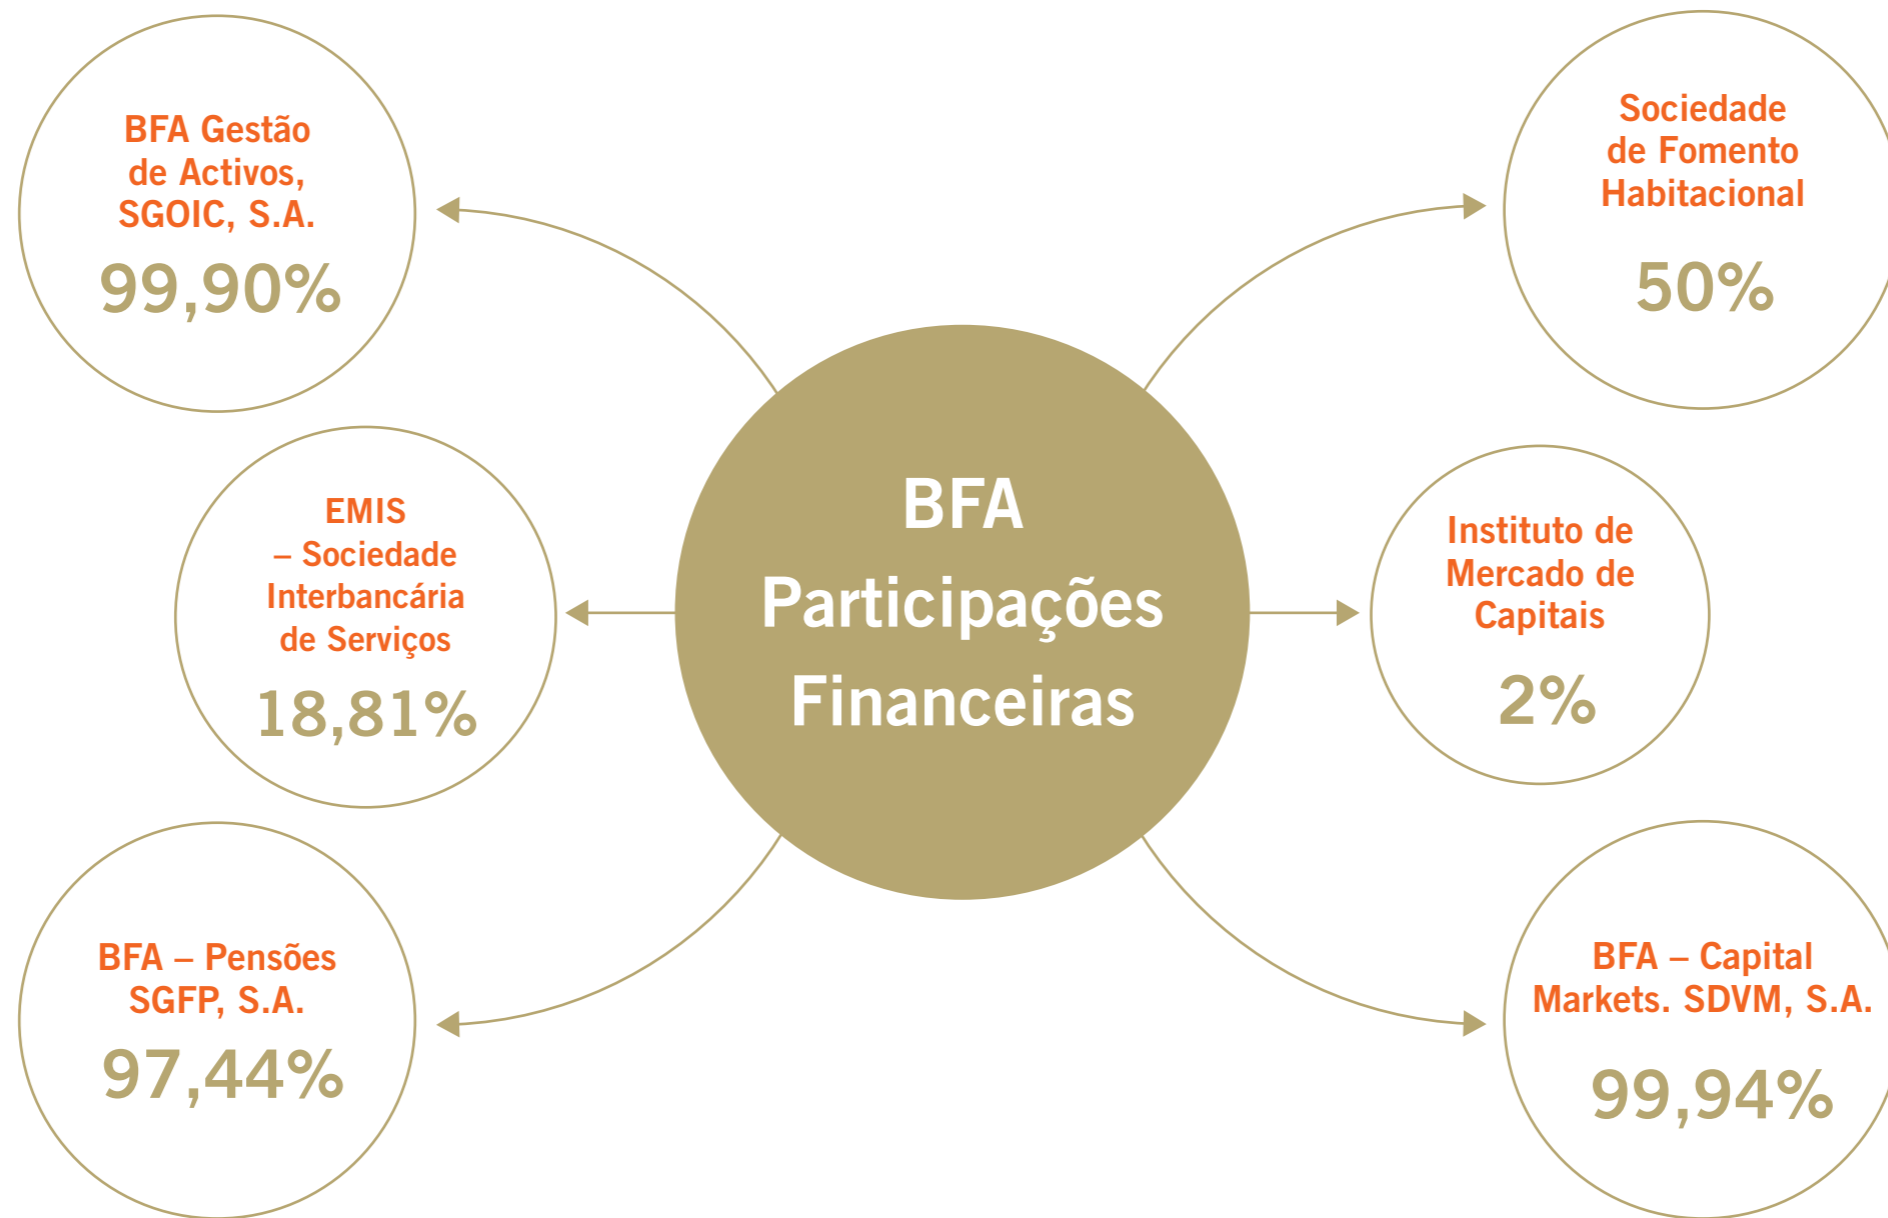 BFA Gestão
de Activos,
SGOIC, S.A.
99,90%
EMIS
– Sociedade
Interbancária
de Serviços
18,81%
BFA – Pensões
SGFP, S.A.
97,44%
BFA
Participações
Financeiras
Sociedade
de Fomento
Habitacional
50%
Instituto de
Mercado de
Capitais
2%
BFA – Capital
Markets. SDVM, S.A.
99,94%